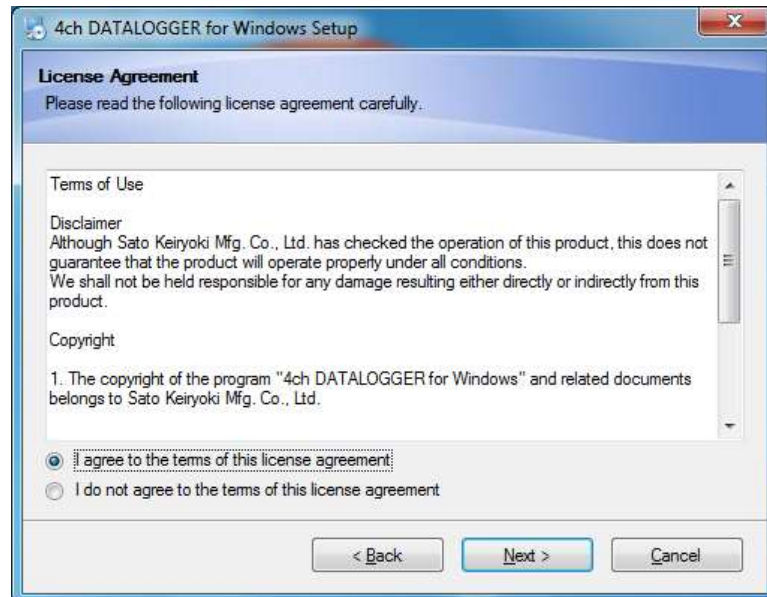 4ch DATALOGGER for Windows Setup
License Agreement
Please read the following license agreement carefully.
Terms of Use
Disclaimer
Although Sato Keiryoki Mfg. Co., Ltd. has checked the operation of this product, this does not
guarantee that the product will operate properly under all conditions.
We shall not be held responsible for any damage resulting either directly or indirectly from this
product.
Copyright
1. The copyright of the program "4ch DATALOGGER for Windows" and related documents
belongs to Sato Keiryoki Mfg. Co., Ltd.
I agree to the terms of this license agreement
I do not agree to the terms of this license agreement
< Back
Next >
Cancel